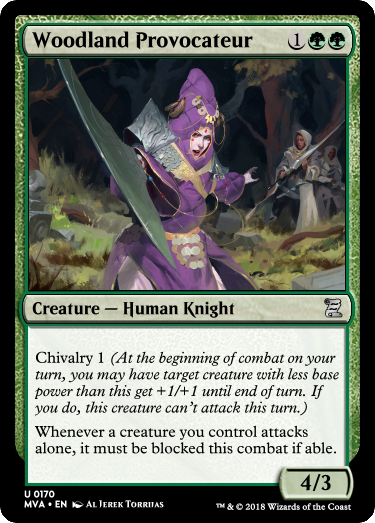 Woodland Provocateur 1
Creature — Human Knight
Chivalry 1 (At the beginning of combat on your
turn, you may have target creature with less base
power than this get +1/+1 until end of turn. If
you do, this creature can't attack this turn.)
Whenever a creature you control attacks
alone, it must be blocked this combat if able.
4/3
U 0170
MVA • EN Al Jerek Torrijas
™ & © 2018 Wizards of the Coast